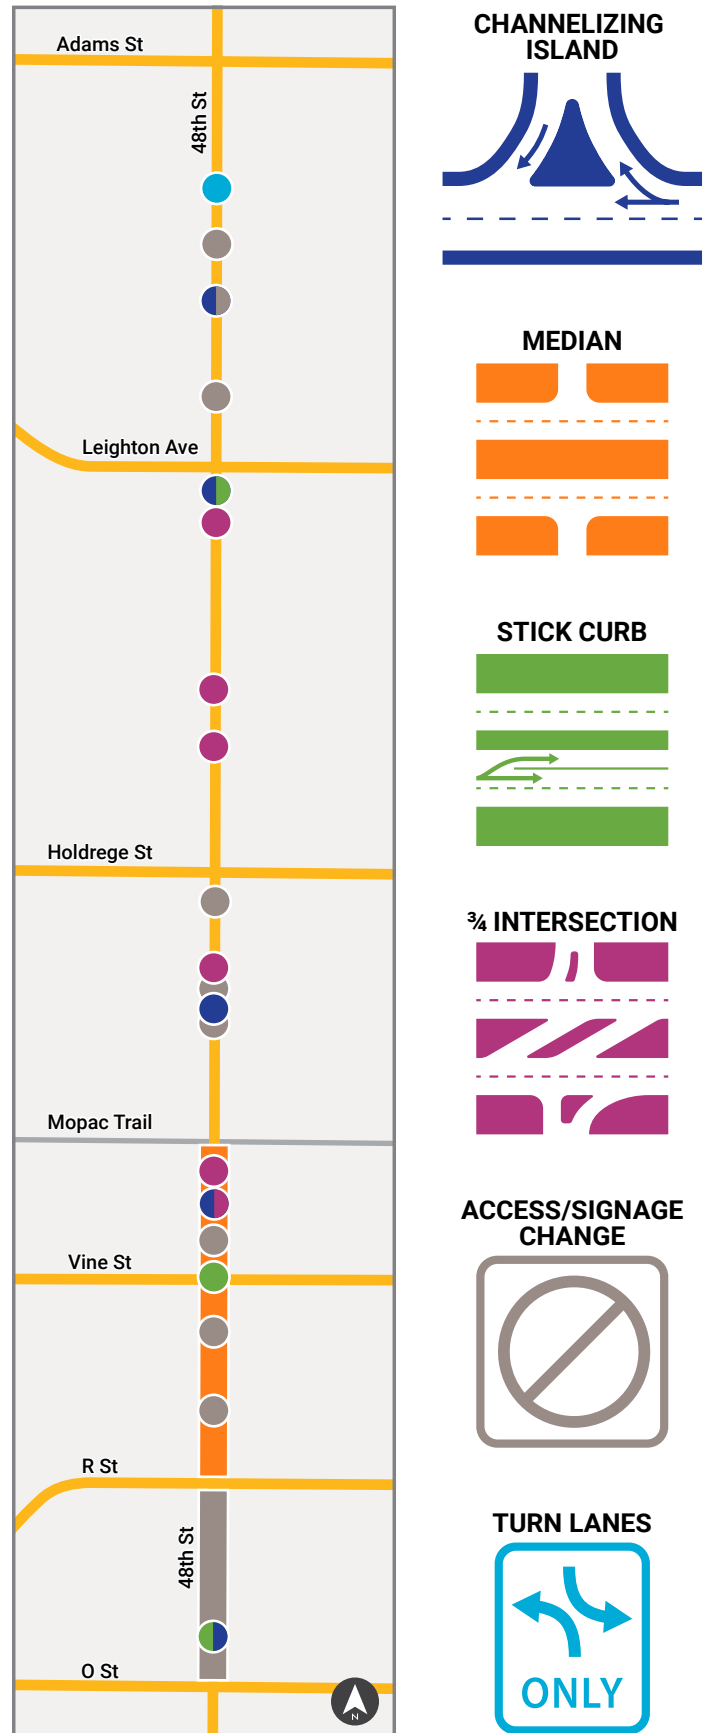 Adams St
48th St
Leighton Ave
Holdrege St
Mopac Trail
Vine St
R St
48th St
O St
N
CHANNELIZING
ISLAND
MEDIAN
STICK CURB
¾ INTERSECTION
ACCESS/SIGNAGE
CHANGE
TURN LANES
ONLY